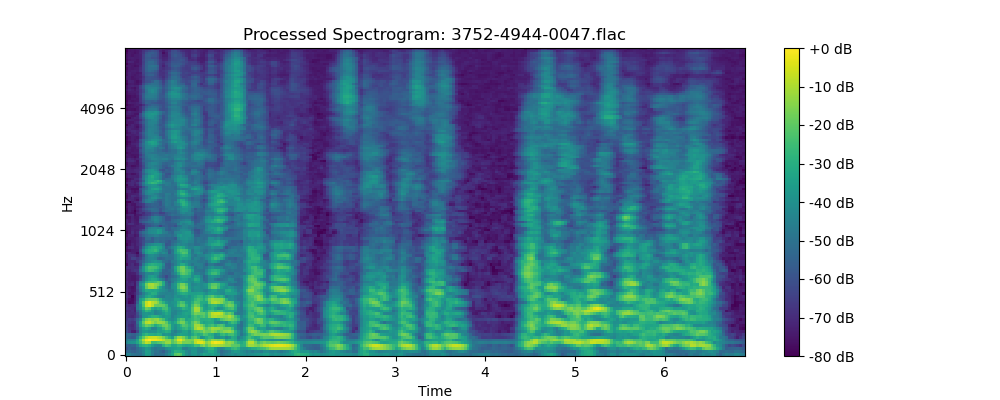 Processed Spectrogram: 3752-4944-0047.flac
Hz
4096
2048
1024
512
0
0 1 2 3 4 5 6
Time
+0 dB
-10 dB
-20 dB
-30 dB
-40 dB
-50 dB
-60 dB
-70 dB
-80 dB